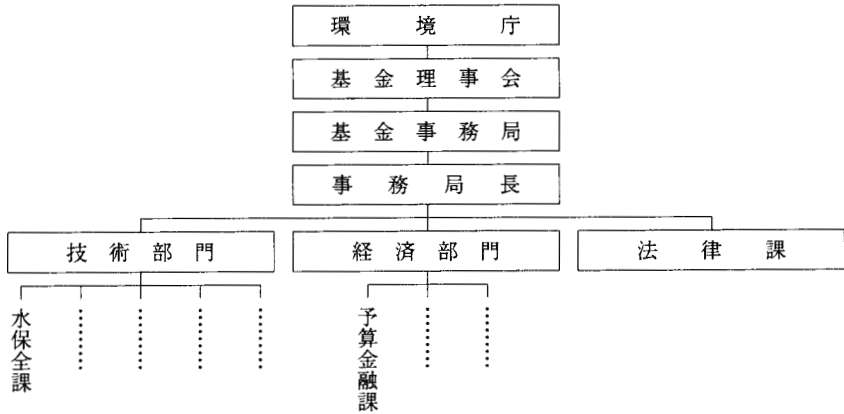 環境庁
基金理事会
基金事務局
事務局長
技術部門
経済部門
法律課
水保全課
予算金融課